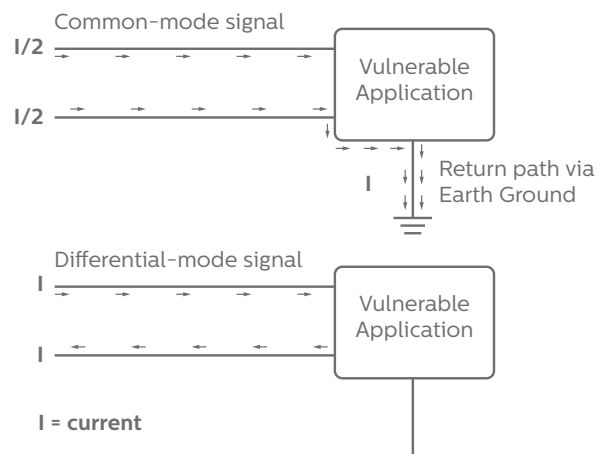 Common-mode signal
I/2
Vulnerable
Application
I/2
I
Return path via
Earth Ground
Differential-mode signal
I
Vulnerable
Application
I
I = current